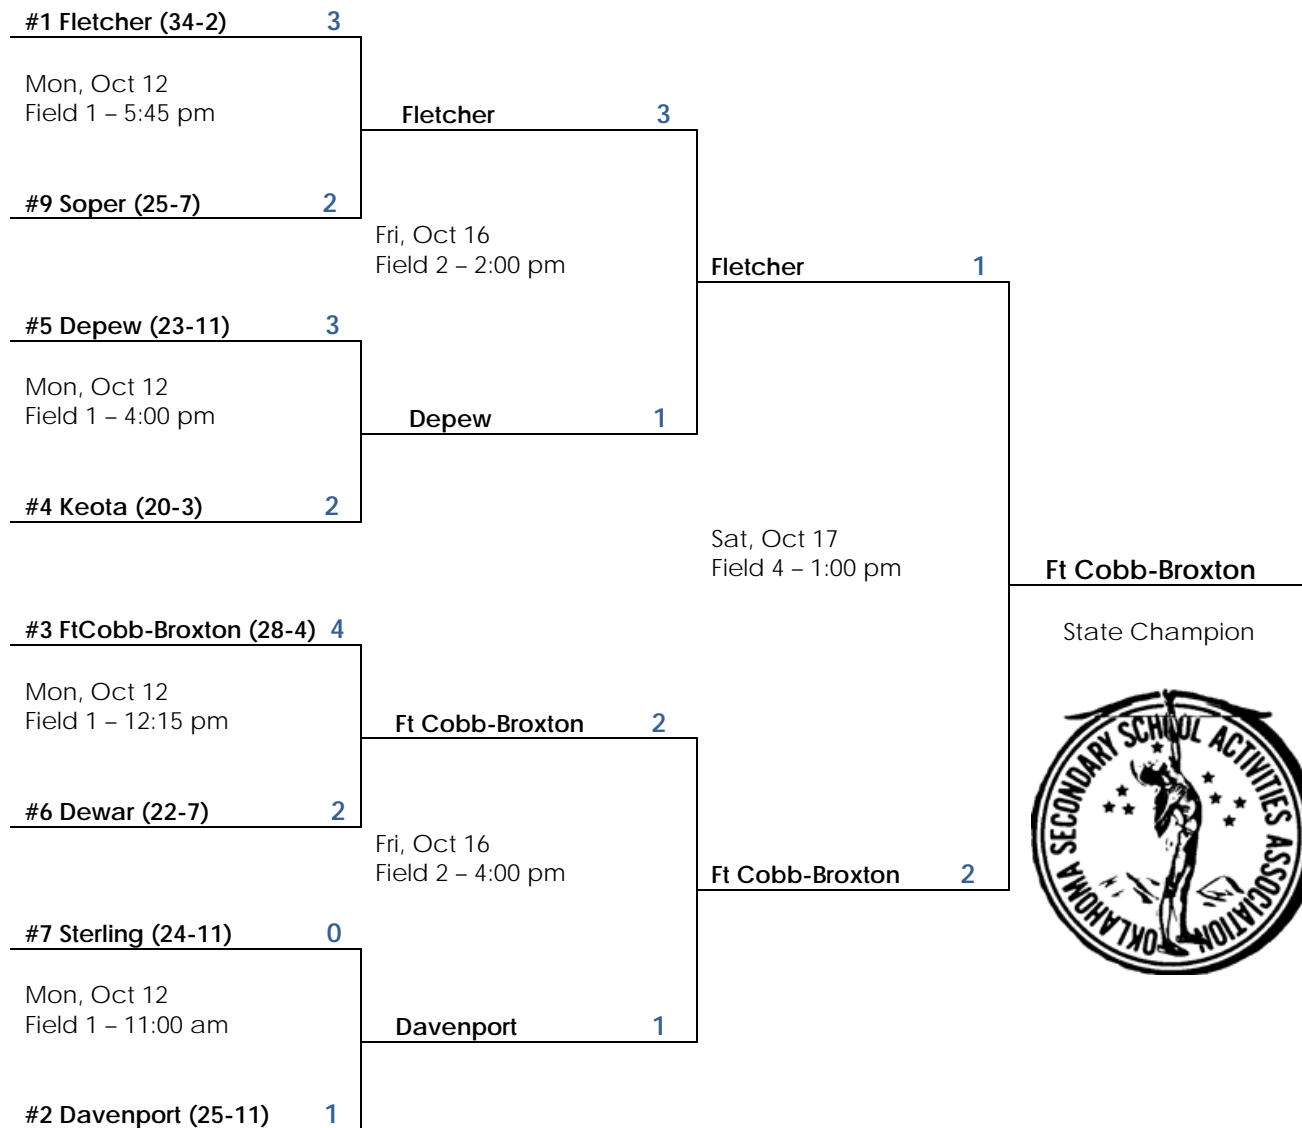 #1 Fletcher (34-2) 3
Mon, Oct 12
Field 1 – 5:45 pm
Fletcher 3
#9 Soper (25-7) 2
Fri, Oct 16
Field 2 – 2:00 pm
Fletcher 1
#5 Depew (23-11) 3
Mon, Oct 12
Field 1 – 4:00 pm
Depew 1
#4 Keota (20-3) 2
Sat, Oct 17
Field 4 – 1:00 pm
Ft Cobb-Broxton
State Champion
#3 FtCobb-Broxton (28-4) 4
Mon, Oct 12
Field 1 – 12:15 pm
Ft Cobb-Broxton 2
#6 Dewar (22-7) 2
Fri, Oct 16
Field 2 – 4:00 pm
Ft Cobb-Broxton 2
#7 Sterling (24-11) 0
Mon, Oct 12
Field 1 – 11:00 am
Davenport 1
#2 Davenport (25-11) 1
OKLAHOMA SECONDARY SCHOOL ACTIVITIES ASSOCIATION